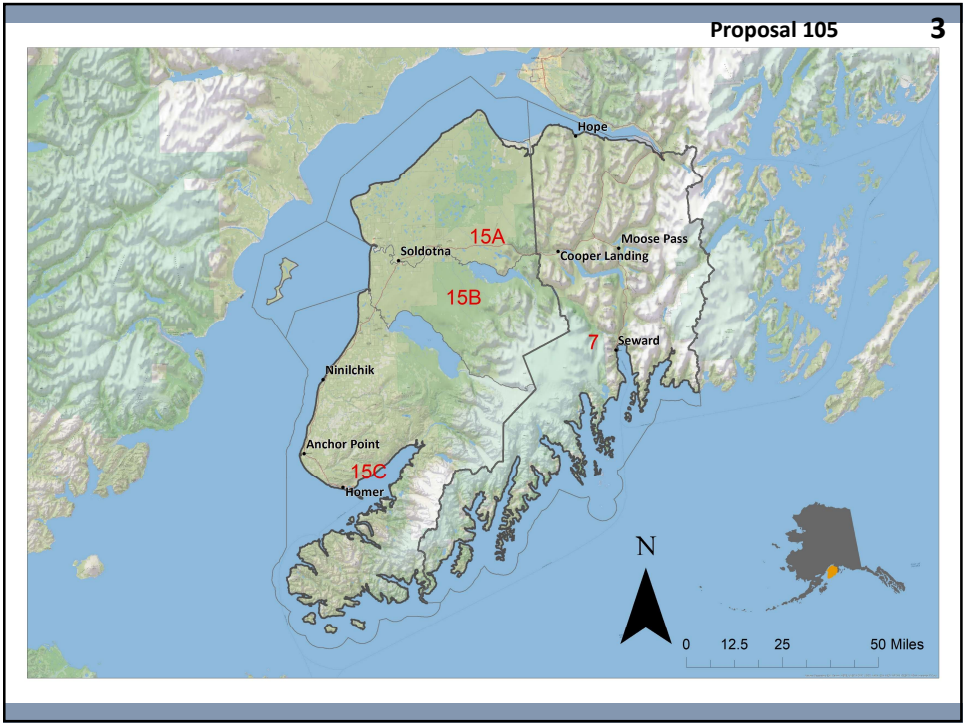 Proposal 105
3
Hope
15A
Moose Pass
Soldotna
Cooper Landing
15B
7
Seward
Ninilchik
Anchor Point
15C
Homer
N
0 12.5 25 50 Miles